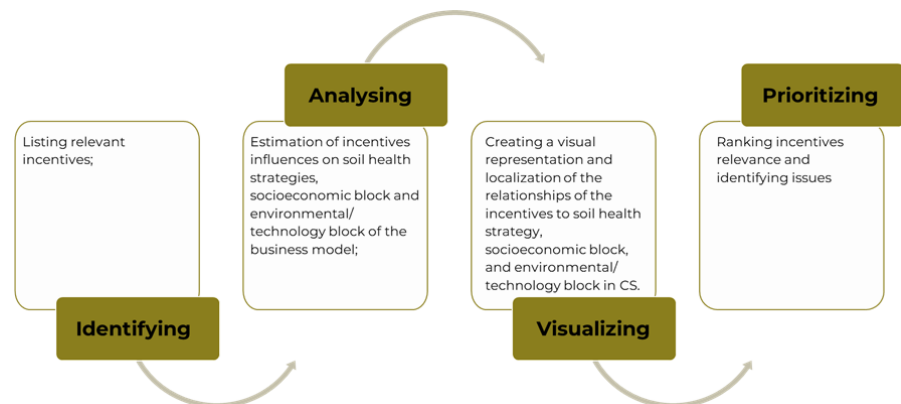 Identifying
Listing relevant
incentives;
Analysing
Estimation of incentives
influences on soil health
strategies,
socioeconomic block and
environmental/
technology block of the
business model;
Visualizing
Creating a visual
representation and
localization of the
relationships of the
incentives to soil health
strategy,
socioeconomic block,
and environmental/
technology block in CS.
Prioritizing
Ranking incentives
relevance and
identifying issues